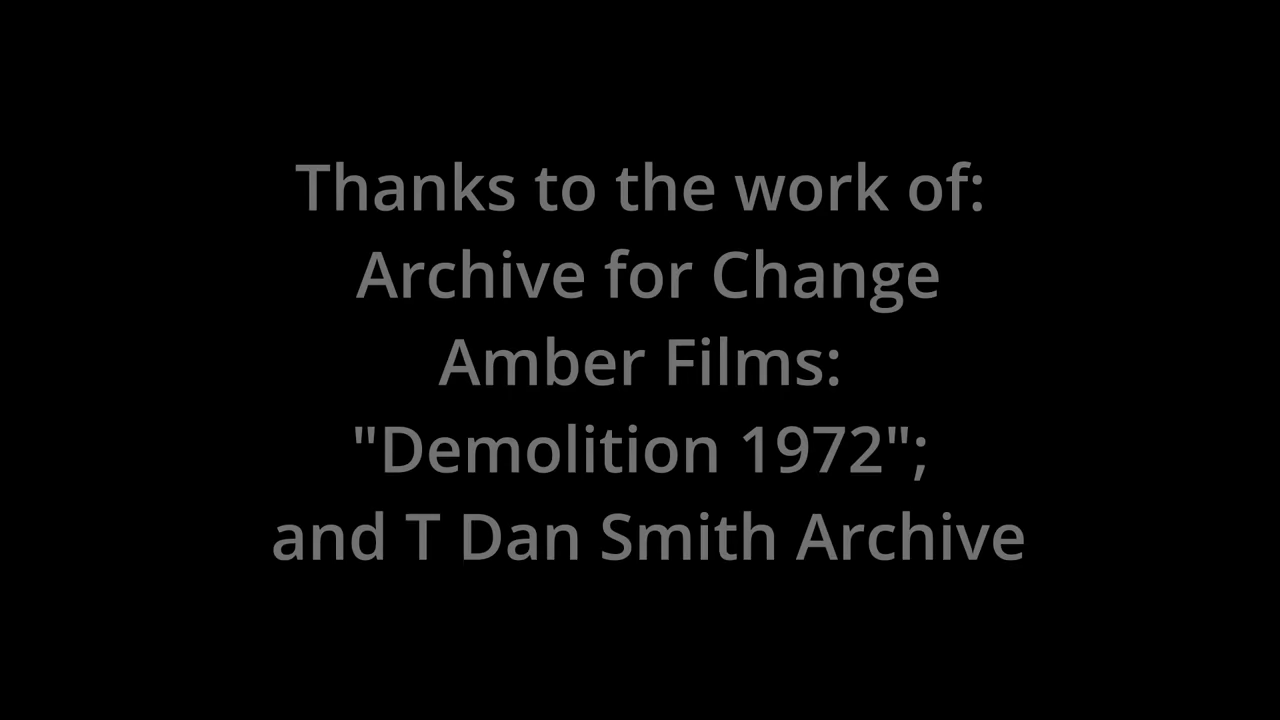 Thanks to the work of:
Archive for Change
Amber Films:
"Demolition 1972";
and T Dan Smith Archive